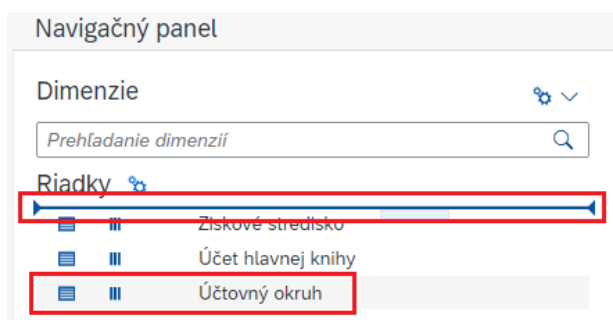 Navigačný panel
Dimenzie
Prehľadanie dimenzií
Riadky
Ziskové stredisko
Účet hlavnej knihy
Účtovný okruh